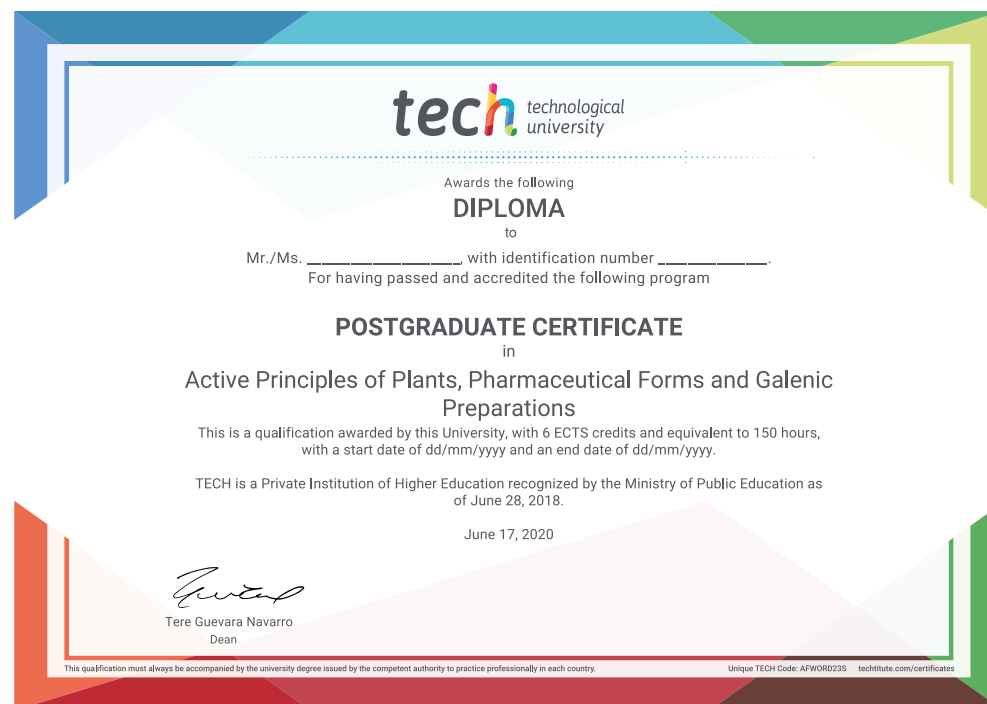 tech technological
university
Awards the following
DIPLOMA
to
Mr./Ms. ____________________, with identification number ______________.
For having passed and accredited the following program
POSTGRADUATE CERTIFICATE
in
Active Principles of Plants, Pharmaceutical Forms and Galenic
Preparations
This is a qualification awarded by this University, with 6 ECTS credits and equivalent to 150 hours,
with a start date of dd/mm/yyyy and an end date of dd/mm/yyyy.
TECH is a Private Institution of Higher Education recognized by the Ministry of Public Education as
of June 28, 2018.
June 17, 2020
Tere Guevara Navarro
Dean
This qualification must always be accompanied by the university degree issued by the competent authority to practice professionally in each country. Unique TECH Code: AFWORD23S techtitute.com/certificates